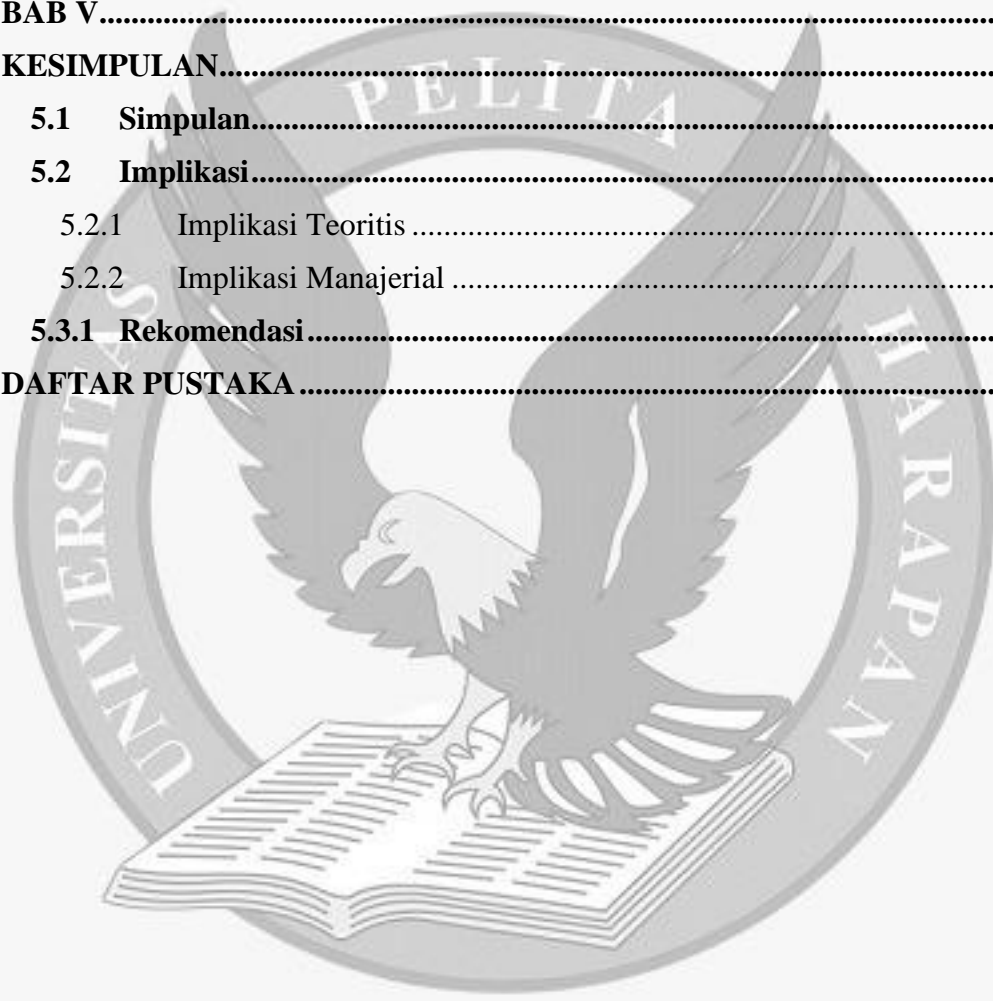 BAB V................................................................................................
KESIMPULAN................................................................................................
5.1 Simpulan................................................................................................
5.2 Implikasi................................................................................................
5.2.1 Implikasi Teoritis ................................................................................................
5.2.2 Implikasi Manajerial ................................................................................................
5.3.1 Rekomendasi................................................................................................
DAFTAR PUSTAKA ................................................................................................
UNIVERSITAS PELITA HARAPAN